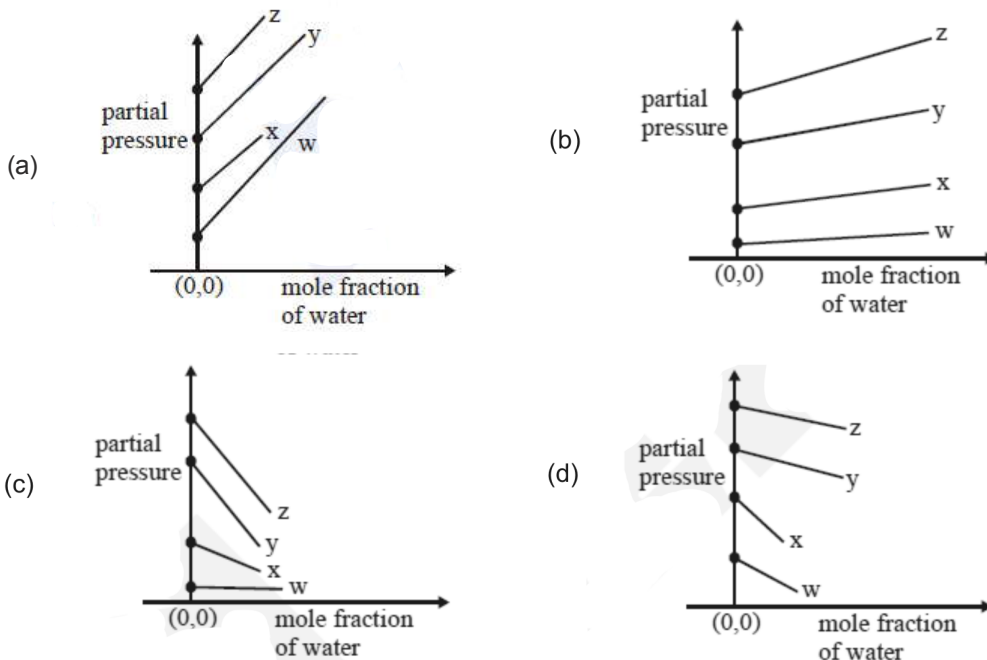 (a)
z
y
partial
pressure
x
w
(0,0)
mole fraction
of water
(b)
z
partial
pressure
y
x
w
(0,0)
mole fraction
of water
(c)
partial
pressure
z
y
x
w
(0,0)
mole fraction
of water
(d)
partial
pressure
z
y
x
w
(0,0)
mole fraction
of water